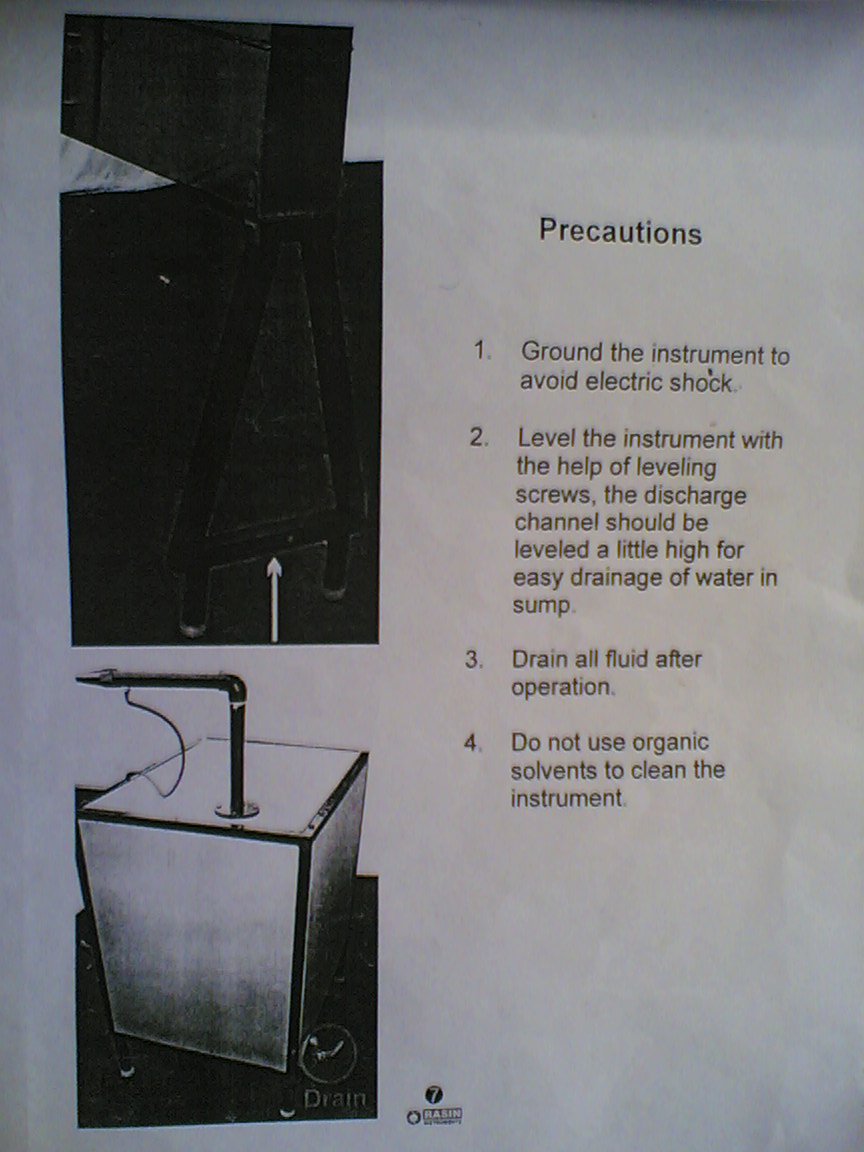 Precautions
1. Ground the instrument to
avoid electric shock.
2. Level the instrument with
the help of leveling
screws, the discharge
channel should be
leveled a little high for
easy drainage of water in
sump.
3. Drain all fluid after
operation.
4. Do not use organic
solvents to clean the
instrument.
Drain
7
RASIN
INSTRUMENTS